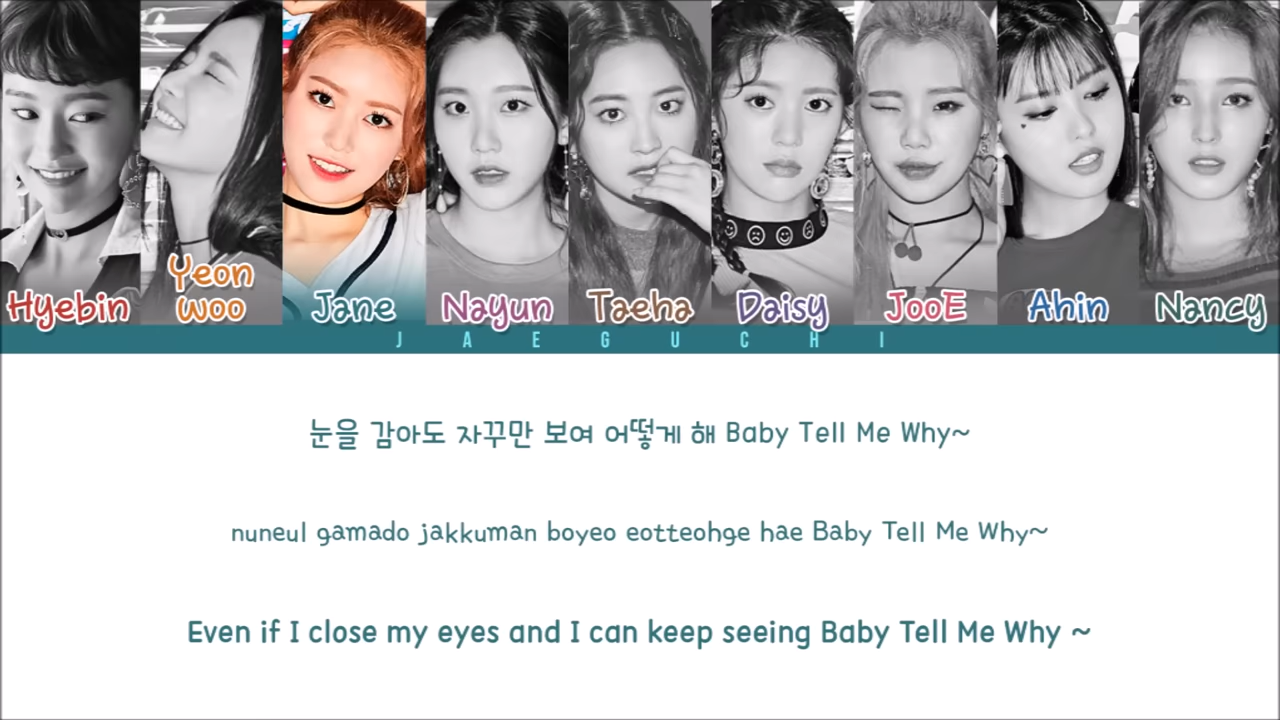 Hyebin
Yeon
woo
Jane
Nayun
Taeha
Daisy
JooE
Ahin
Nancy
JAEGUCHI
눈을 감아도 자꾸만 보여 어떻게 해 Baby Tell Me Why~
nuneul gamado jakkuman boyeo eotteohge hae Baby Tell Me Why~
Even if I close my eyes and I can keep seeing Baby Tell Me Why ~